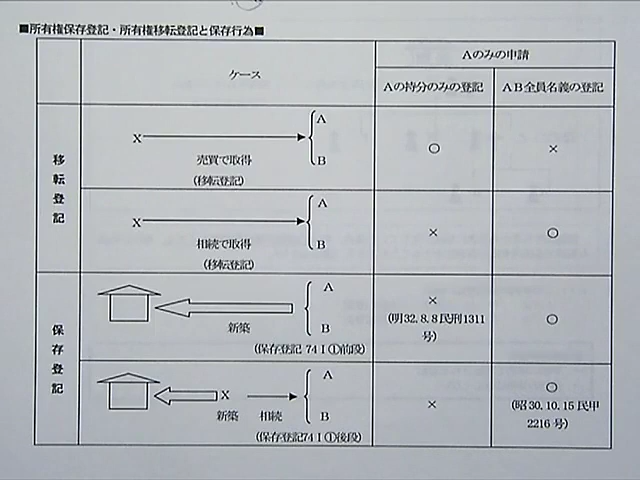 ■所有権保存登記・所有権移転登記と保存行為■
ケース
Aのみの申請
Aの持分のみの登記
AB全員名義の登記
移転登記
X
A
B
売買で取得
(移転登記)
○
×
X
A
B
相続で取得
(移転登記)
×
○
保存登記
A
B
新築
(保存登記 74Ⅰ①前段)
×
(明32.8.8民刑1311
号)
○
X
A
B
新築
相続
(保存登記74Ⅰ①後段)
×
○
(昭30.10.15民甲
2216号)